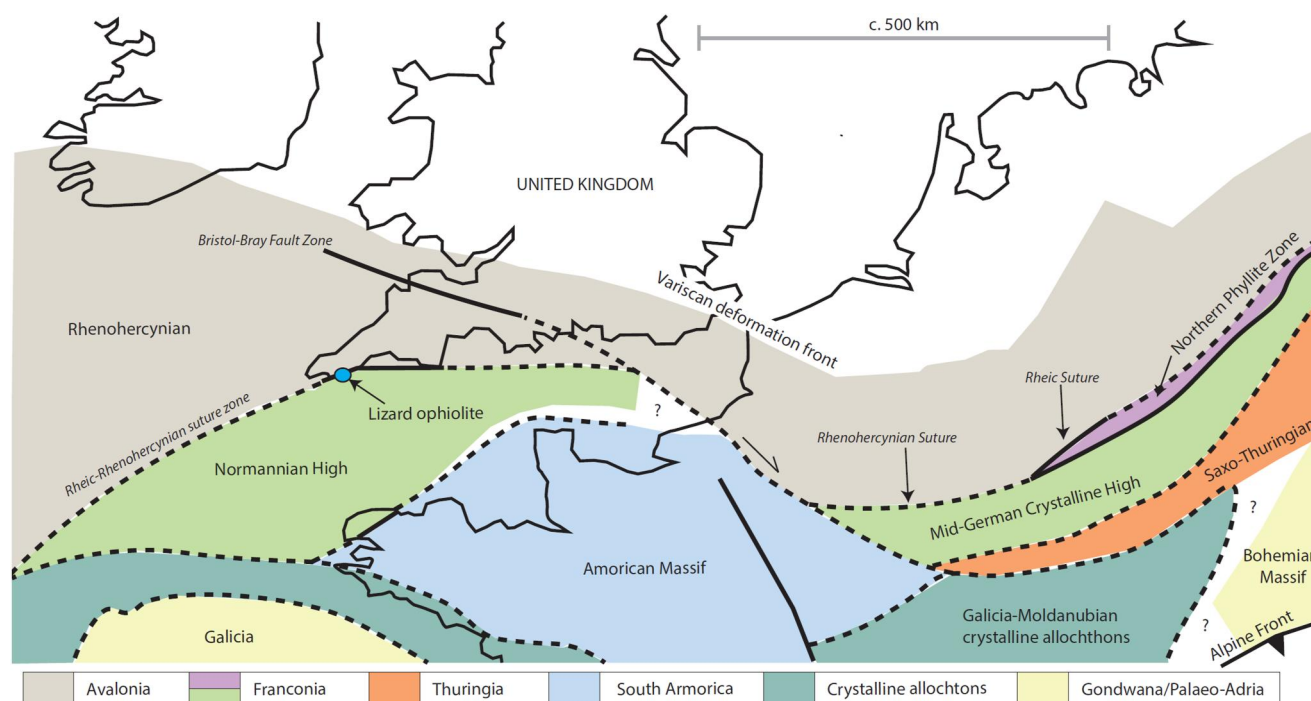 c. 500 km
UNITED KINGDOM
Bristol-Bray Fault Zone
Variscan deformation front
Northern Phyllite Zone
Rhenohercynian
Rheic Suture
Lizard ophiolite
?
Rheic-Rhenohercynian suture zone
Rhenohercynian Suture
Saxo-Thuringian
Normannian High
Mid-German Crystalline High
?
Bohemian
Massif
Amorican Massif
Galicia
Galicia-Moldanubian
crystalline allochthons
?
Alpine Front
Avalonia
Franconia
Thuringia
South Armorica
Crystalline allochtons
Gondwana/Palaeo-Adria